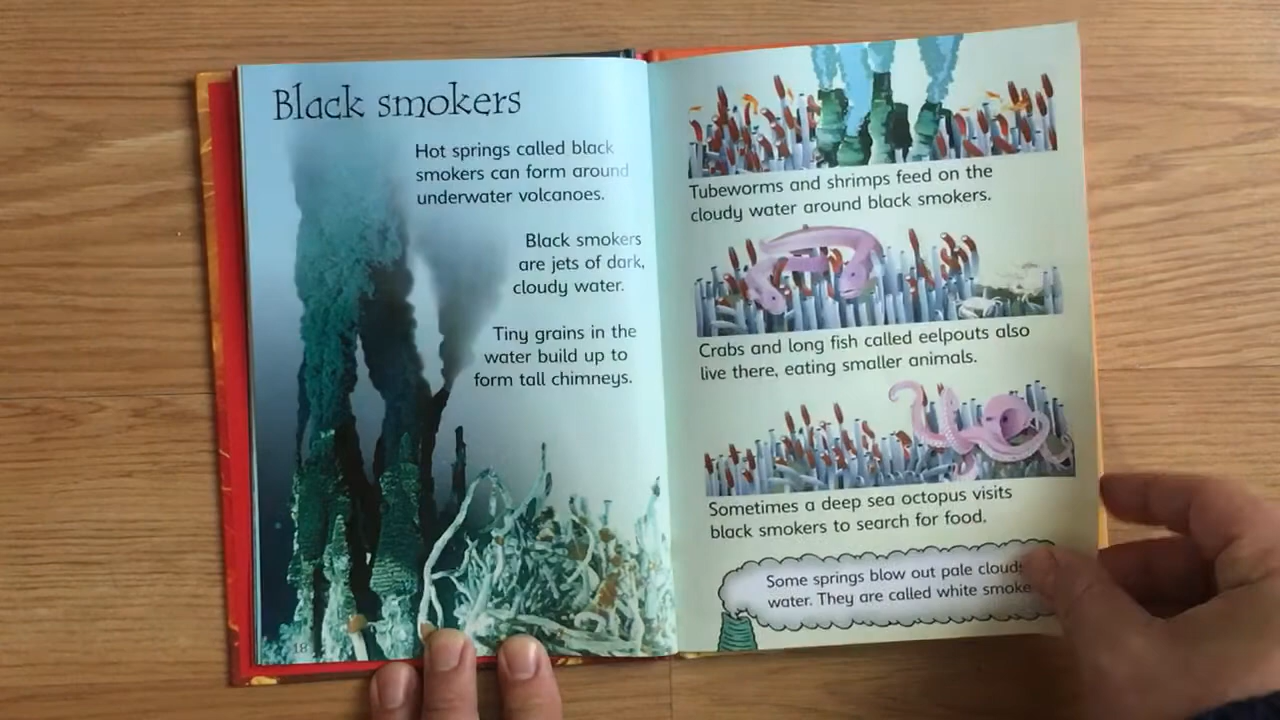 Black smokers
Hot springs called black
smokers can form around
underwater volcanoes.
Black smokers
are jets of dark,
cloudy water.
Tiny grains in the
water build up to
form tall chimneys.
18
Tubeworms and shrimps feed on the
cloudy water around black smokers.
Crabs and long fish called eelpouts also
live there, eating smaller animals.
Sometimes a deep sea octopus visits
black smokers to search for food.
Some springs blow out pale
water. They are called white